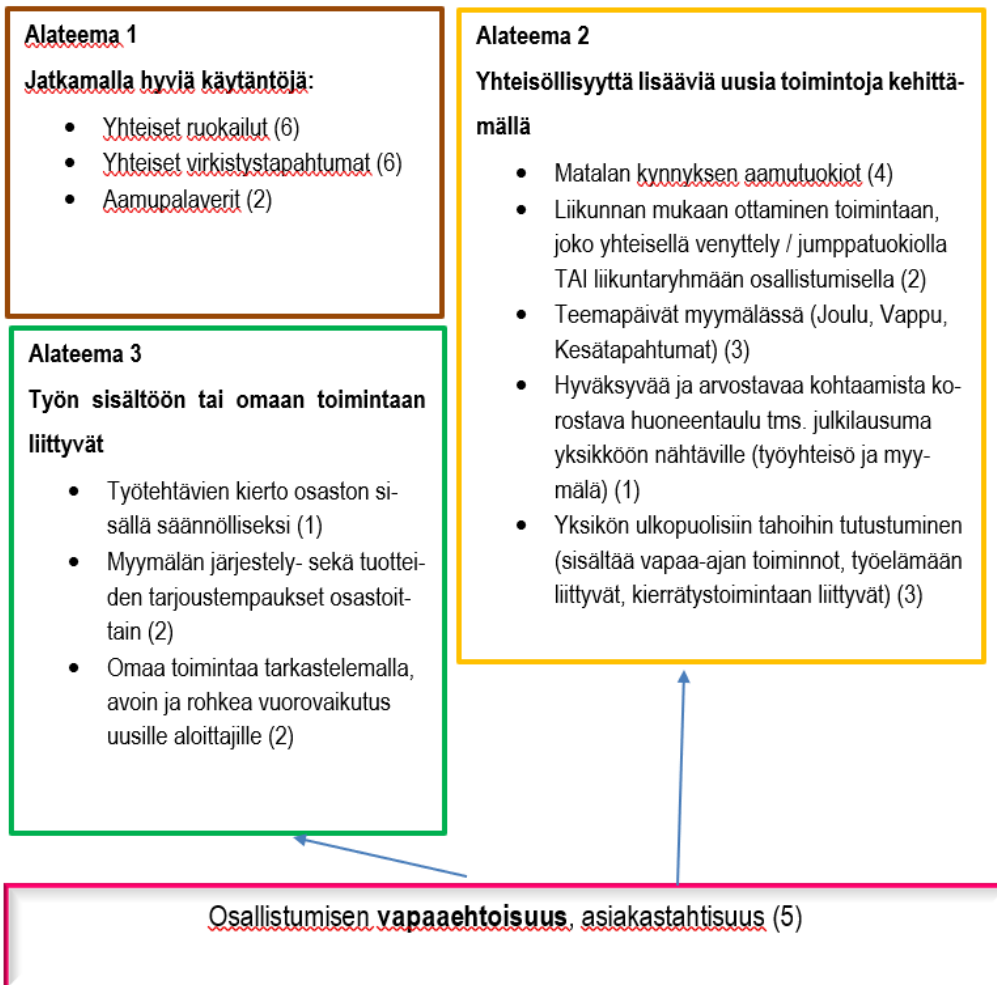 Alateema 1
Jatkamalla hyviä käytäntöjä:
• Yhteiset ruokailut (6)
• Yhteiset virkistystapahtumat (6)
• Aamupalaverit (2)
Alateema 2
Yhteisöllisyyttä lisääviä uusia toimintoja kehittä-
mällä
• Matalan kynnyksen aamutuokiot (4)
• Liikunnan mukaan ottaminen toimintaan,
joko yhteisellä venyttely / jumppatuokiolla
TAI liikuntaryhmään osallistumisella (2)
• Teemapäivät myymälässä (Joulu, Vappu,
Kesätapahtumat) (3)
• Hyväksyvää ja arvostavaa kohtaamista ko-
rostava huoneentaulu tms. julkilausuma
yksikköön nähtäville (työyhteisö ja myy-
mälä) (1)
• Yksikön ulkopuolisiin tahoihin tutustuminen
(sisältää vapaa-ajan toiminnot, työelämään
liittyvät, kierrätystoimintaan liittyvät) (3)
Alateema 3
Työn sisältöön tai omaan toimintaan
liittyvät
• Työtehtävien kierto osaston si-
sällä säännölliseksi (1)
• Myymälän järjestely- sekä tuottei-
den tarjoustempaukset osastoit-
tain (2)
• Omaa toimintaa tarkastelemalla,
avoin ja rohkea vuorovaikutus
uusille aloittajille (2)
Osallistumisen vapaaehtoisuus, asiakastahtisuus (5)